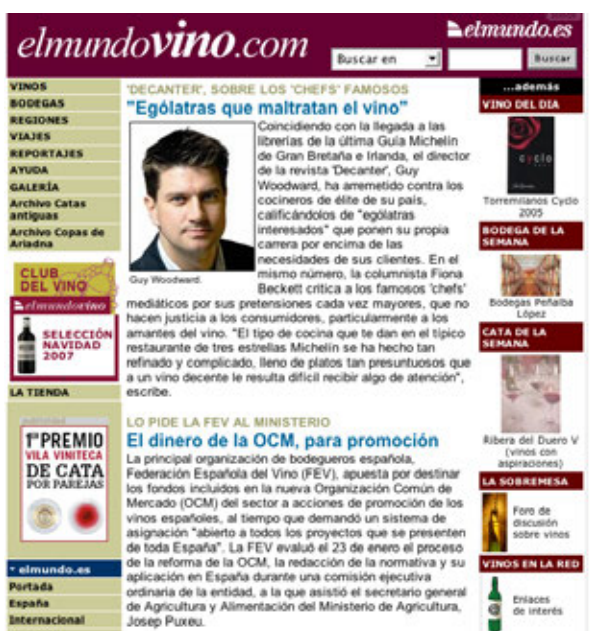 elmundovino.com
elmundo.es
Buscar en
Buscar
VINOS
BODEGAS
REGIONES
VIAJES
REPORTAJES
AYUDA
GALERÍA
Archivo Catas
antiguas
Archivo Copas de
Ariadna
CLUB
DEL VINO
elmundovino
SELECCIÓN
NAVIDAD
2007
LA TIENDA
publicidad
1er PREMIO
VILA VINITECA
DE CATA
POR PAREJAS
elmundo.es
Portada
España
Internacional
'DECANTER', SOBRE LOS 'CHEFS' FAMOSOS
"Ególatras que maltratan el vino"
Coincidiendo con la llegada a las
librerías de la última Guía Michelin
de Gran Bretaña e Irlanda, el director
de la revista 'Decanter', Guy
Woodward, ha arremetido contra los
cocineros de élite de su país,
calificándolos de "ególatras
interesados" que ponen su propia
carrera por encima de las
necesidades de sus clientes. En el
mismo número, la columnista Fiona
Beckett critica a los famosos 'chefs'
Guy Woodward.
mediáticos por sus pretensiones cada vez mayores, que no
hacen justicia a los consumidores, particularmente a los
amantes del vino. "El tipo de cocina que te dan en el típico
restaurante de tres estrellas Michelin se ha hecho tan
refinado y complicado, lleno de platos tan presuntuosos que
a un vino decente le resulta difícil recibir algo de atención",
escribe.
LO PIDE LA FEV AL MINISTERIO
El dinero de la OCM, para promoción
La principal organización de bodegueros española,
Federación Española del Vino (FEV), apuesta por destinar
los fondos incluidos en la nueva Organización Común de
Mercado (OCM) del sector a acciones de promoción de los
vinos españoles, al tiempo que demandó un sistema de
asignación "abierto a todos los proyectos que se presenten
de toda España". La FEV evaluó el 23 de enero el proceso
de la reforma de la OCM, la redacción de la normativa y su
aplicación en España durante una comisión ejecutiva
ordinaria de la entidad, a la que asistió el secretario general
de Agricultura y Alimentación del Ministerio de Agricultura,
Josep Puxeu.
...además
VINO DEL DIA
cyclo
Torremilanos Cyclo
2005
BODEGA DE LA
SEMANA
Bodegas Peñalba
López
CATA DE LA
SEMANA
Ribera del Duero V
(vinos con
aspiraciones)
LA SOBREMESA
Foro de
discusión
sobre vinos
VINOS EN LA RED
Enlaces
de interés